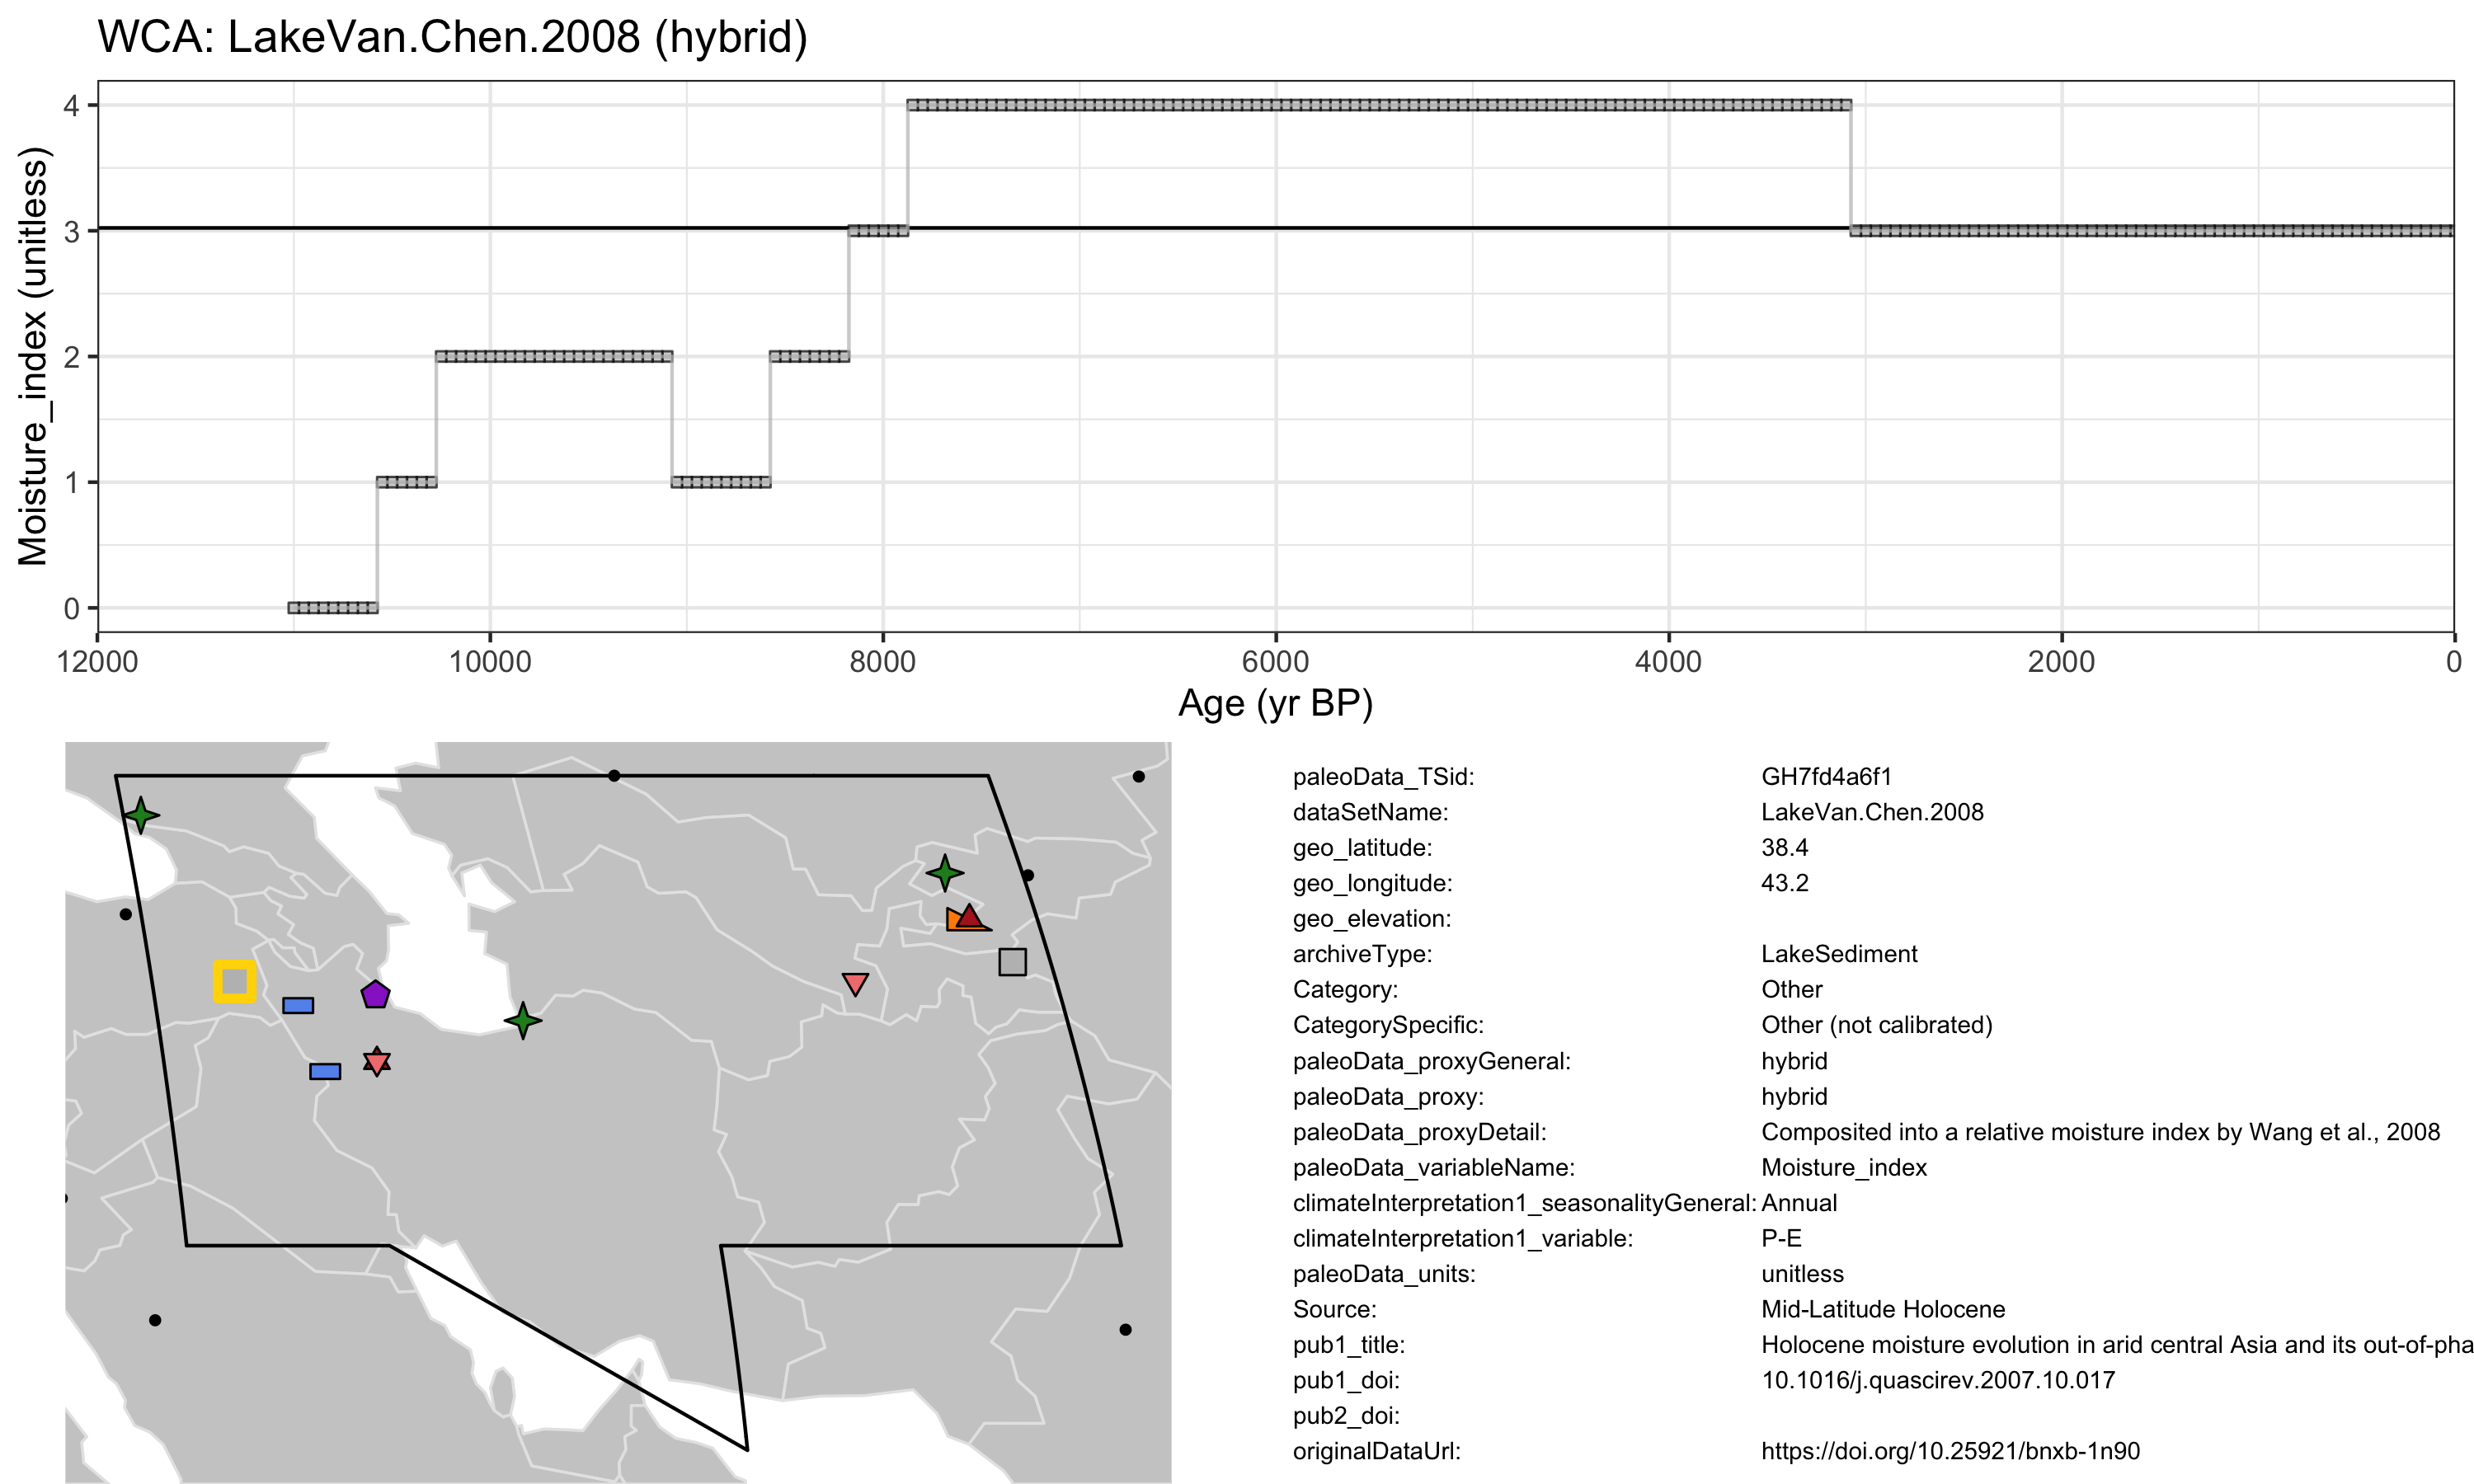 WCA: LakeVan.Chen.2008 (hybrid)
Moisture_index (unitless)
4
3
2
1
0
12000 10000 8000 6000 4000 2000 0
Age (yr BP)
paleoData_TSid: GH7fd4a6f1
dataSetName: LakeVan.Chen.2008
geo_latitude: 38.4
geo_longitude: 43.2
geo_elevation:
archiveType: LakeSediment
Category: Other
CategorySpecific: Other (not calibrated)
paleoData_proxyGeneral: hybrid
paleoData_proxy: hybrid
paleoData_proxyDetail: Composited into a relative moisture index by Wang et al., 2008
paleoData_variableName: Moisture_index
climateInterpretation1_seasonalityGeneral: Annual
climateInterpretation1_variable: P-E
paleoData_units: unitless
Source: Mid-Latitude Holocene
pub1_title: Holocene moisture evolution in arid central Asia and its out-of-pha
pub1_doi: 10.1016/j.quascirev.2007.10.017
pub2_doi:
originalDataUrl: https://doi.org/10.25921/bnxb-1n90